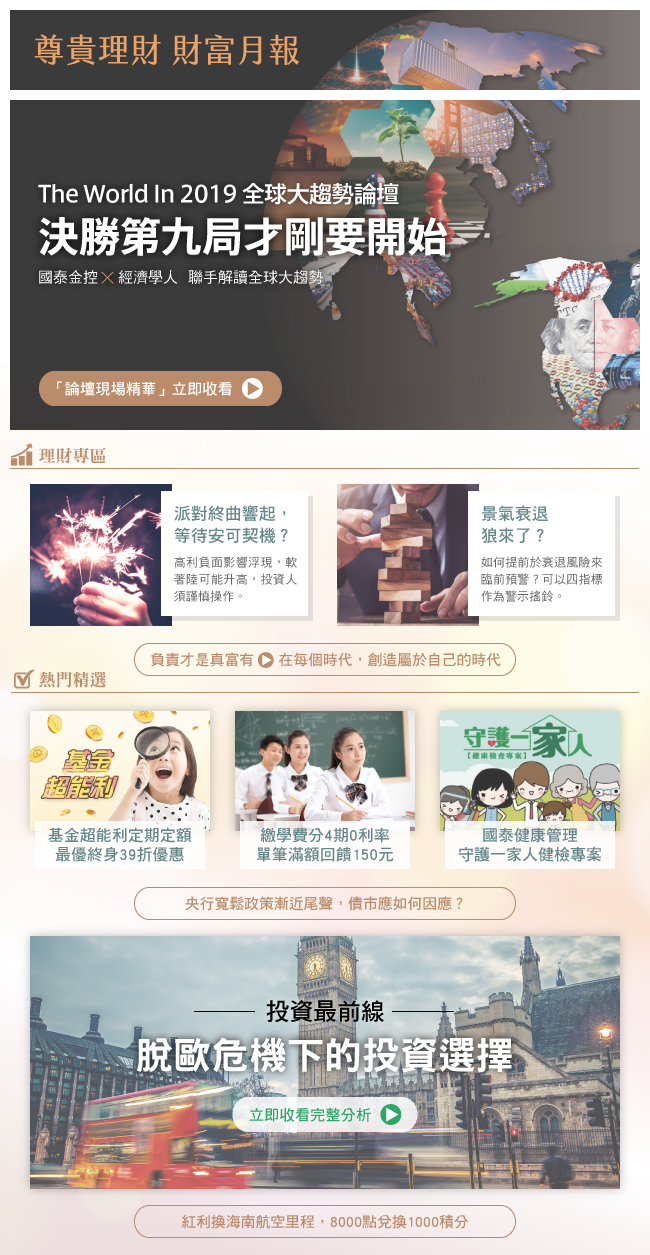 尊貴理財 財富月報
The World In 2019 全球大趨勢論壇
決勝第九局才剛要開始
國泰金控╳經濟學人 聯手解讀全球大趨勢
「論壇現場精華」立即收看
理財專區
派對終曲響起，
等待安可契機？
高利負面影響浮現，軟
著陸可能升高，投資人
須謹慎操作。
景氣衰退
狼來了？
如何提前於衰退風險來
臨前預警？可以四指標
作為警示搖鈴。
負責才是真富有 在每個時代，創造屬於自己的時代
熱門精選
基金
超能利
基金超能利定期定額
最優終身39折優惠
繳學費分4期0利率
單筆滿額回饋150元
守護一家人
【健康檢查專案】
國泰健康管理
守護一家人健檢專案
央行寬鬆政策漸近尾聲，債市應如何因應？
投資最前線
脫歐危機下的投資選擇
立即收看完整分析
紅利換海南航空里程，8000點兌換1000積分